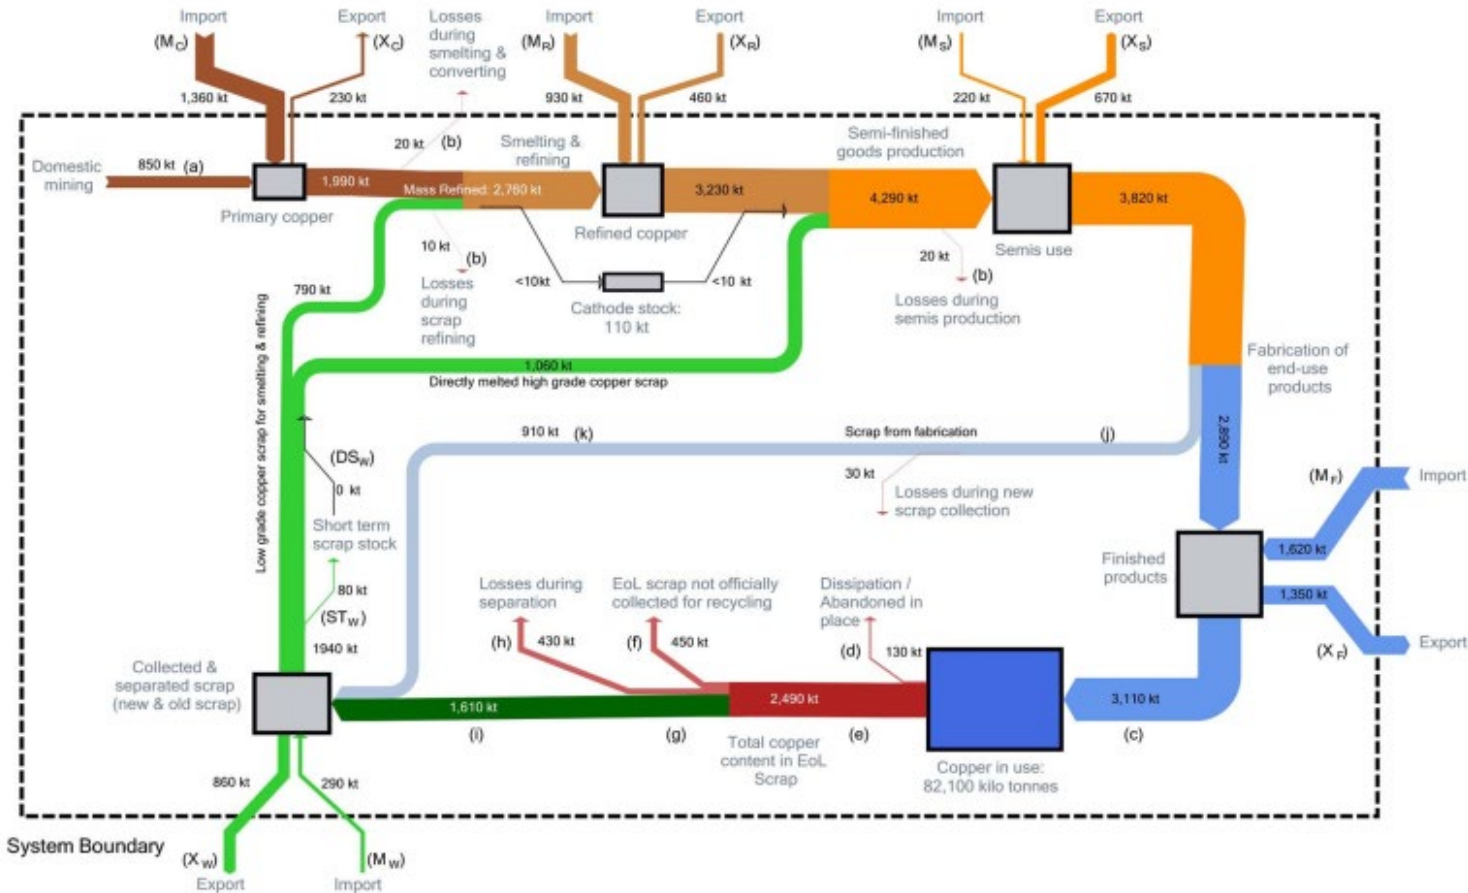 Import
Export
Losses
during
smelting &
converting
Import
Export
Import
Export
(M_C)
(X_C)
(M_R)
(X_R)
(M_S)
(X_S)
1,360 kt
230 kt
930 kt
460 kt
220 kt
670 kt
20 kt
(b)
Domestic
mining
850 kt
(a)
Smelting &
refining
Semi-finished
goods production
1,990 kt
Mass Refined: 2,760 kt
3,230 kt
4,290 kt
3,820 kt
Primary copper
Refined copper
Semis use
10 kt
(b)
Losses
during
scrap
refining
<10kt
<10 kt
Cathode stock:
110 kt
20 kt
(b)
Losses during
semis production
790 kt
Low grade copper scrap for smelting & refining
1,060 kt
Directly melted high grade copper scrap
Fabrication of
end-use
products
2,890 kt
910 kt
(k)
Scrap from fabrication
(j)
30 kt
Losses during new
scrap collection
(DS_W)
0 kt
Short term
scrap stock
80 kt
(ST_W)
1940 kt
(M_F)
Import
1,620 kt
Finished
products
1,350 kt
(X_F)
Export
Losses during
separation
EoL scrap not officially
collected for recycling
Dissipation /
Abandoned in
place
(h)
430 kt
(f)
450 kt
(d)
130 kt
Collected &
separated scrap
(new & old scrap)
1,610 kt
2,490 kt
3,110 kt
(i)
(g)
(e)
(c)
Total copper
content in EoL
Scrap
Copper in use:
82,100 kilo tonnes
860 kt
290 kt
System Boundary
(X_W)
(M_W)
Export
Import